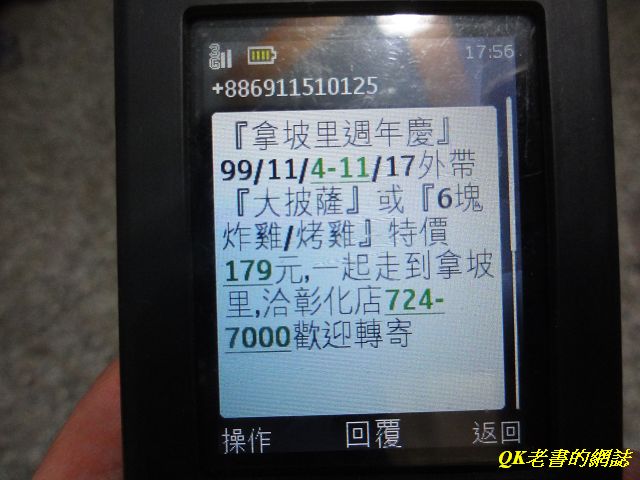 3G 17:56
+886911510125
『拿坡里週年慶』
99/11/4-11/17外帶
『大披薩』或『6塊
炸雞/烤雞』特價
179元,一起走到拿坡
里,洽彰化店724-
7000歡迎轉寄
操作 回覆 返回
QK老書的網誌